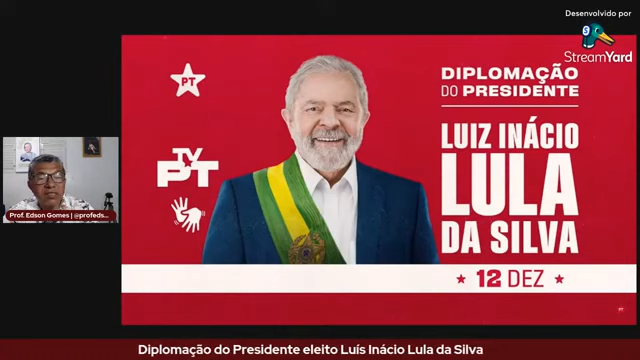 Desenvolvido por
StreamYard
PT
DIPLOMAÇÃO
DO PRESIDENTE
LUIZ INÁCIO
LULA
DA SILVA
TV
PT
12 DEZ
Prof. Edson Gomes | @profeds...
PT
Diplomação do Presidente eleito Luís Inácio Lula da Silva